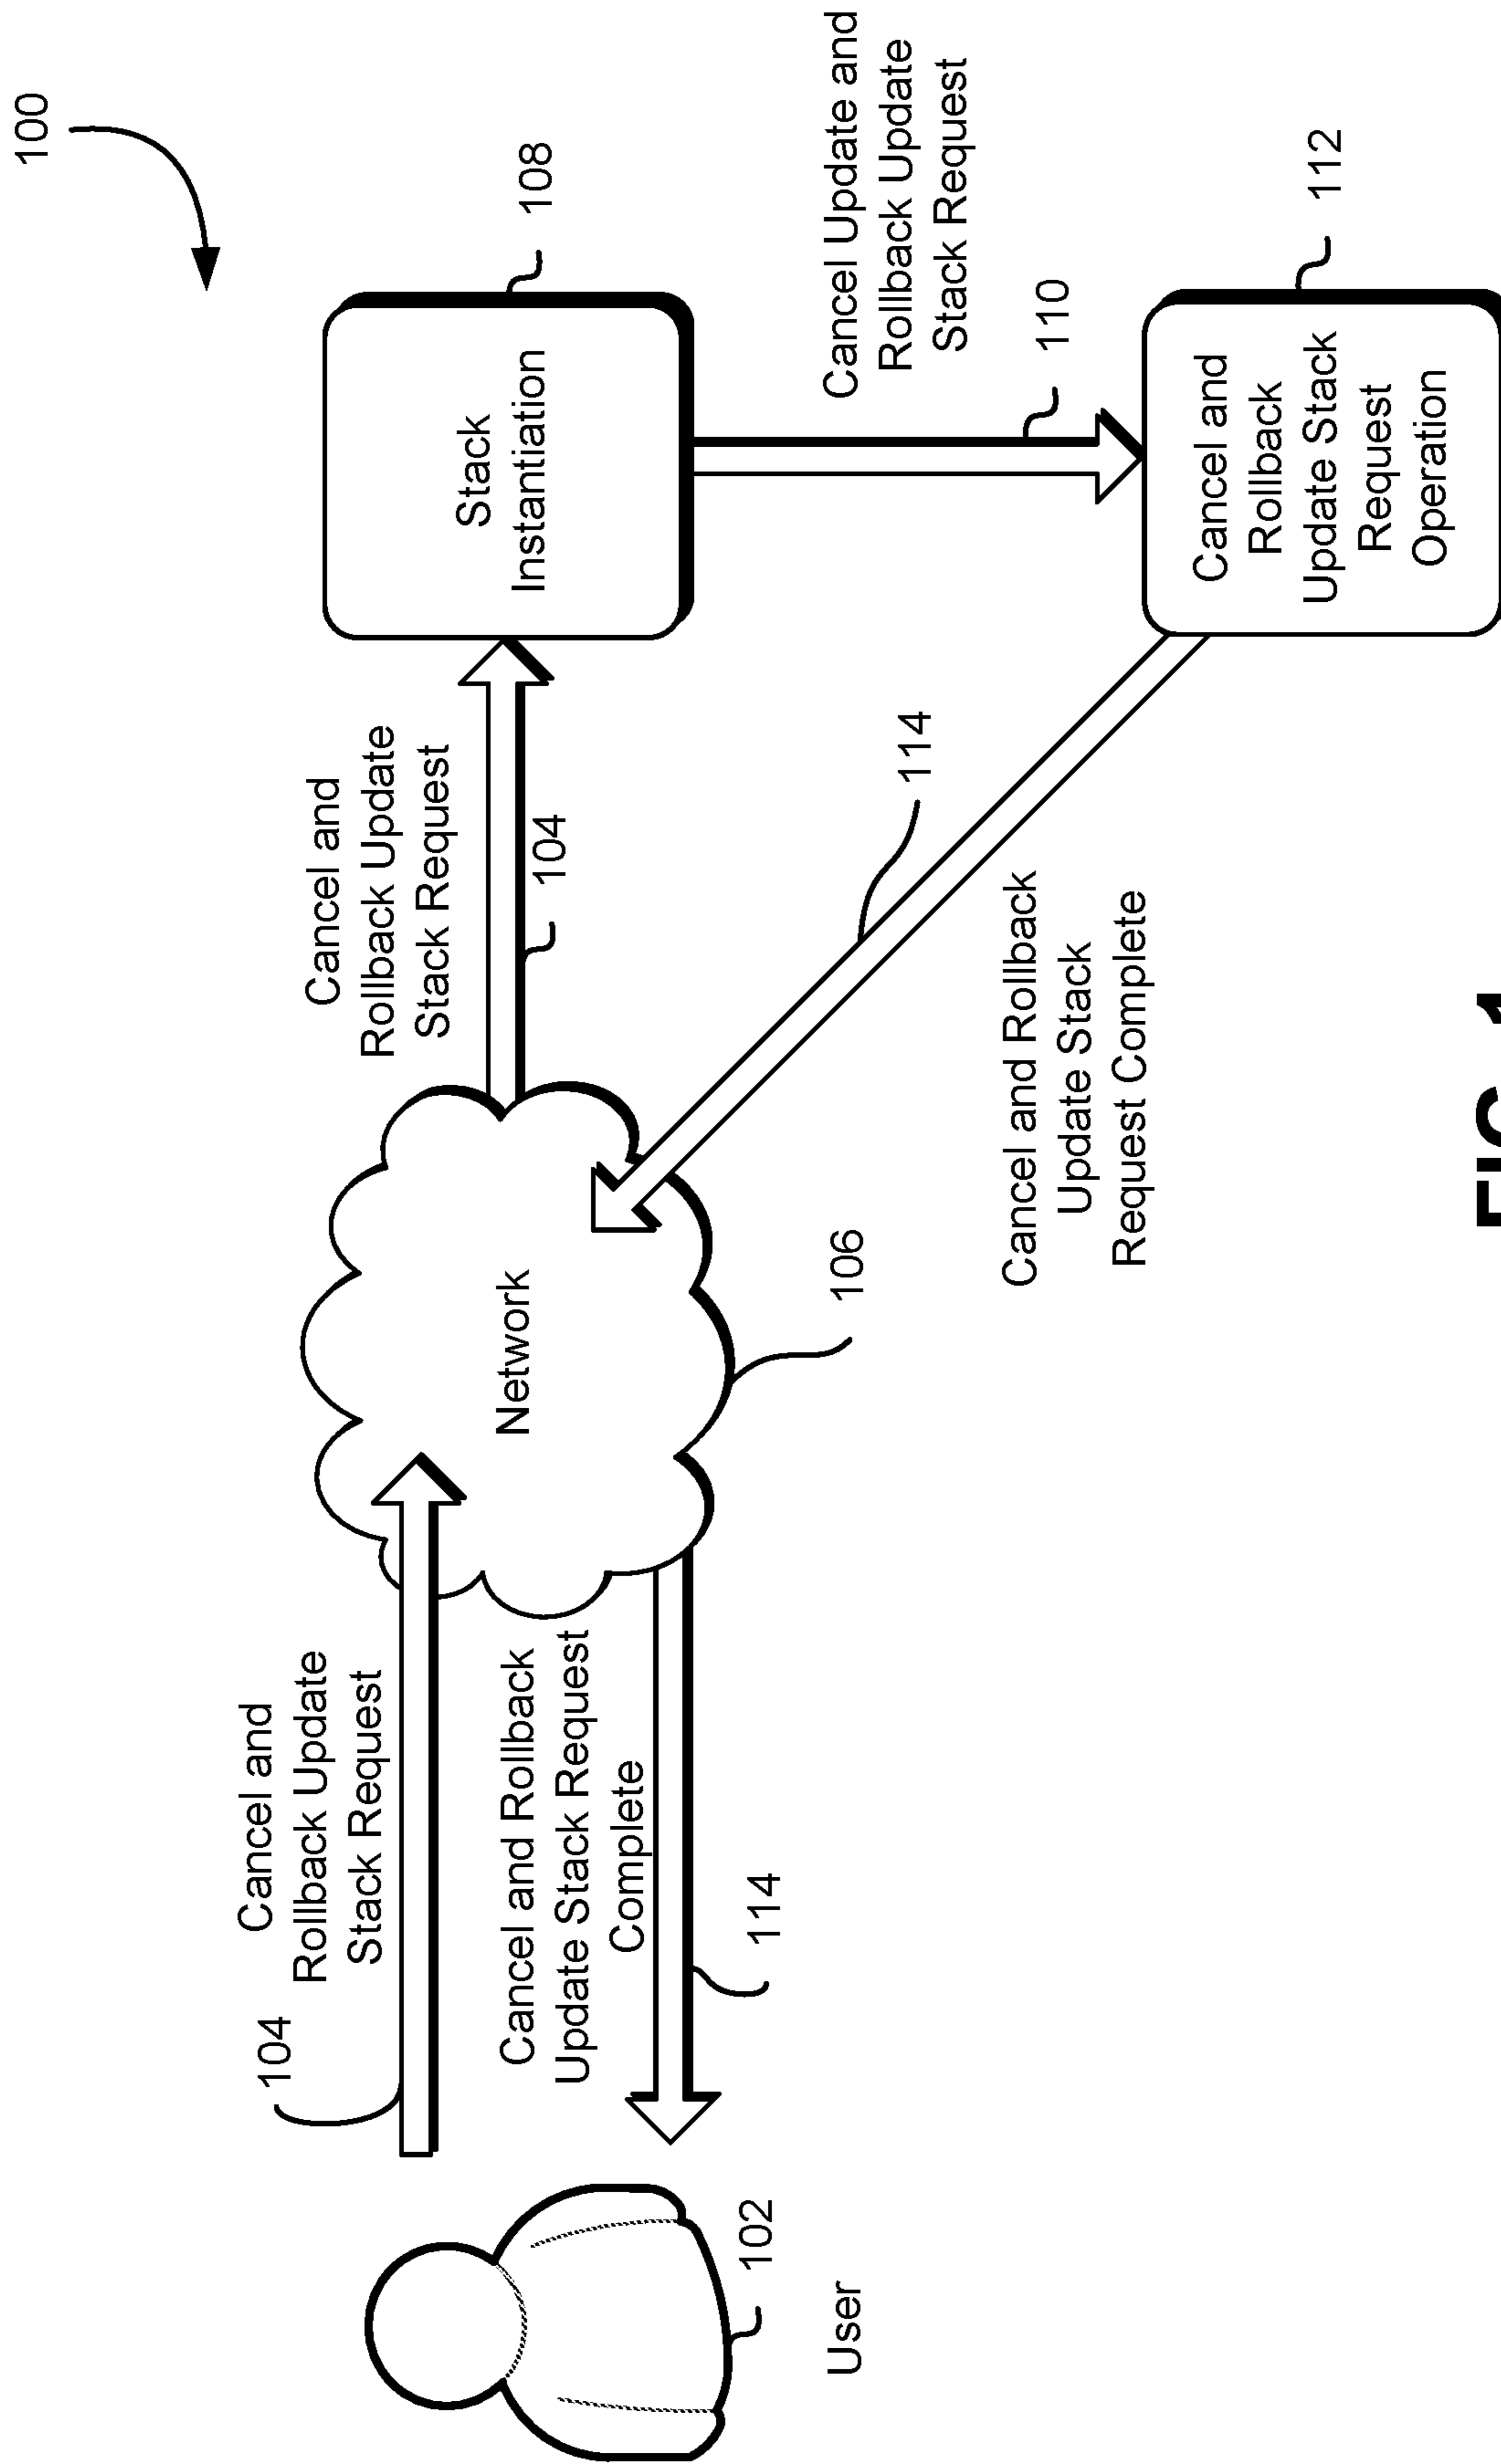 100
Cancel and
Rollback Update
Stack Request
104
Cancel and
Rollback Update
Stack Request
104
Stack
Instantiation
108
Network
106
Cancel and Rollback
Update Stack Request
Complete
114
Cancel Update and
Rollback Update
Stack Request
110
114
Cancel and Rollback
Update Stack
Request Complete
102
User
Cancel and
Rollback
Update Stack
Request
Operation
112